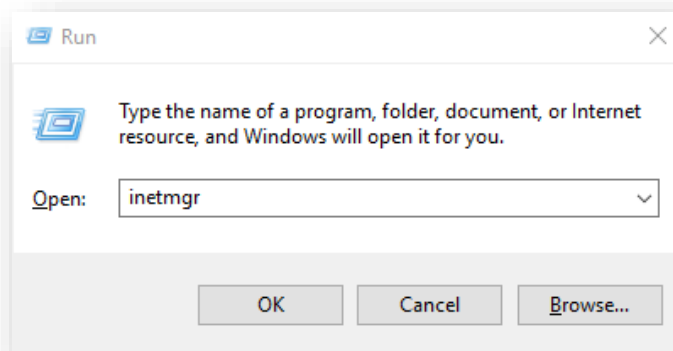 Run
Type the name of a program, folder, document, or Internet
resource, and Windows will open it for you.
Open: inetmgr
OK Cancel Browse...